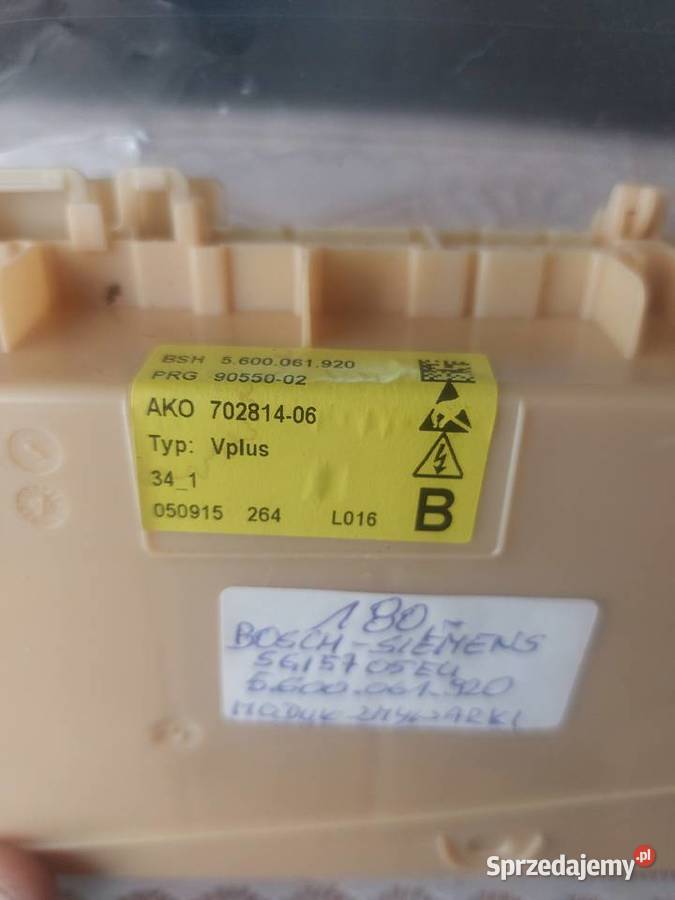 BSH 5.600.061.920
PRG 90550-02
AKO 702814-06
Typ: Vplus
34_1
050915 264 L016
B
180,-
BOSCH-SIEMENS
SGI5705EU
5.600.061.920
MODUŁ ZMYWARKI
Sprzedajemy.pl